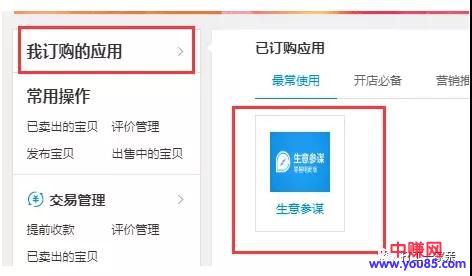 我订购的应用
常用操作
已卖出的宝贝 评价管理
发布宝贝 出售中的宝贝
交易管理
提前收款 评价管理
已卖出的宝贝
已订购应用
最常使用 开店必备 营销推
生意参谋
生意参谋
中赚网
www.you85.com